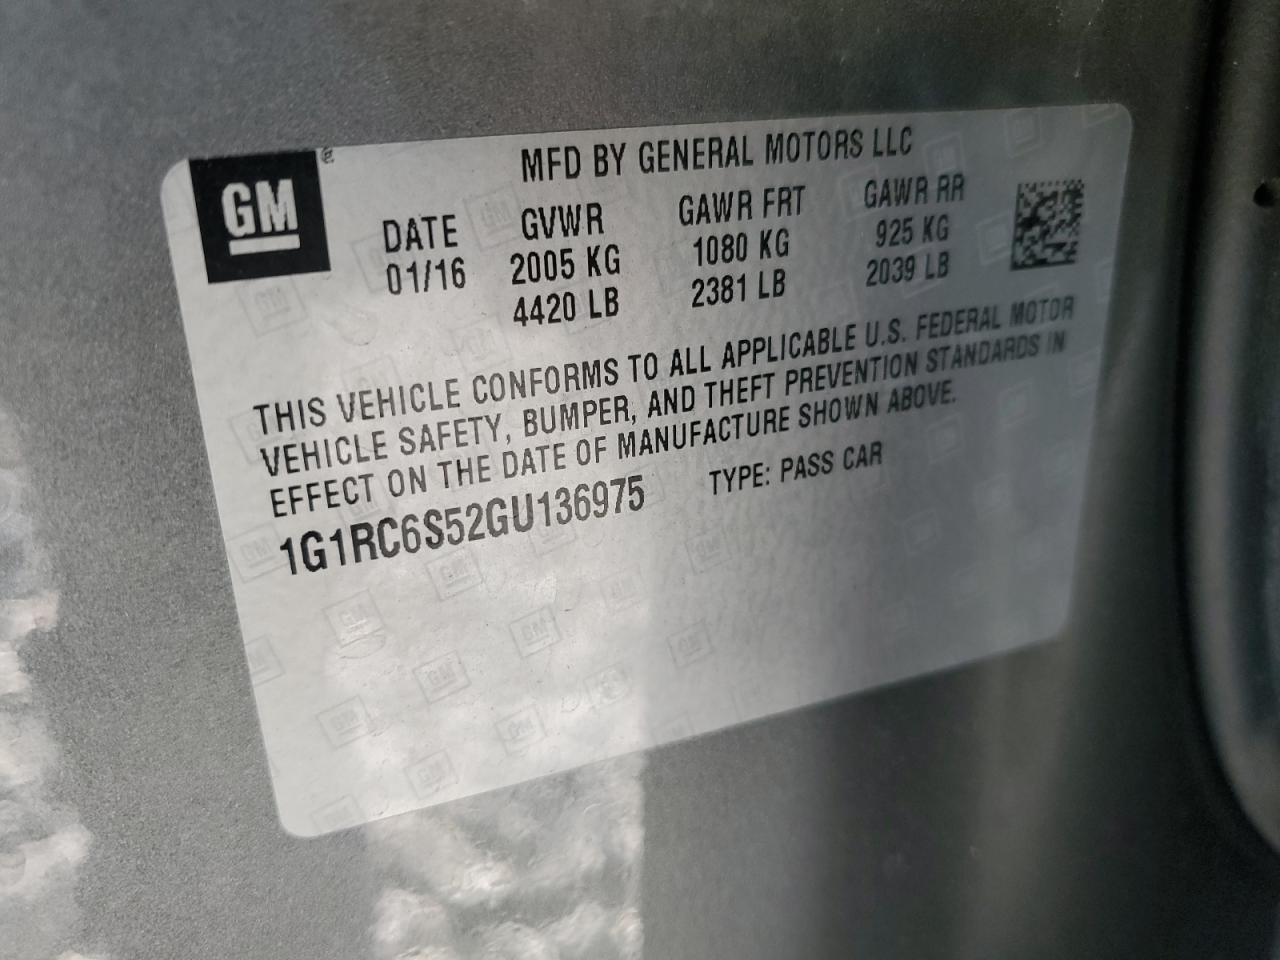 GM
MFD BY GENERAL MOTORS LLC
DATE GVWR GAWR FRT GAWR RR
01/16 2005 KG 1080 KG 925 KG
4420 LB 2381 LB 2039 LB
THIS VEHICLE CONFORMS TO ALL APPLICABLE U.S. FEDERAL MOTOR
VEHICLE SAFETY, BUMPER, AND THEFT PREVENTION STANDARDS IN
EFFECT ON THE DATE OF MANUFACTURE SHOWN ABOVE.
1G1RC6S52GU136975 TYPE: PASS CAR